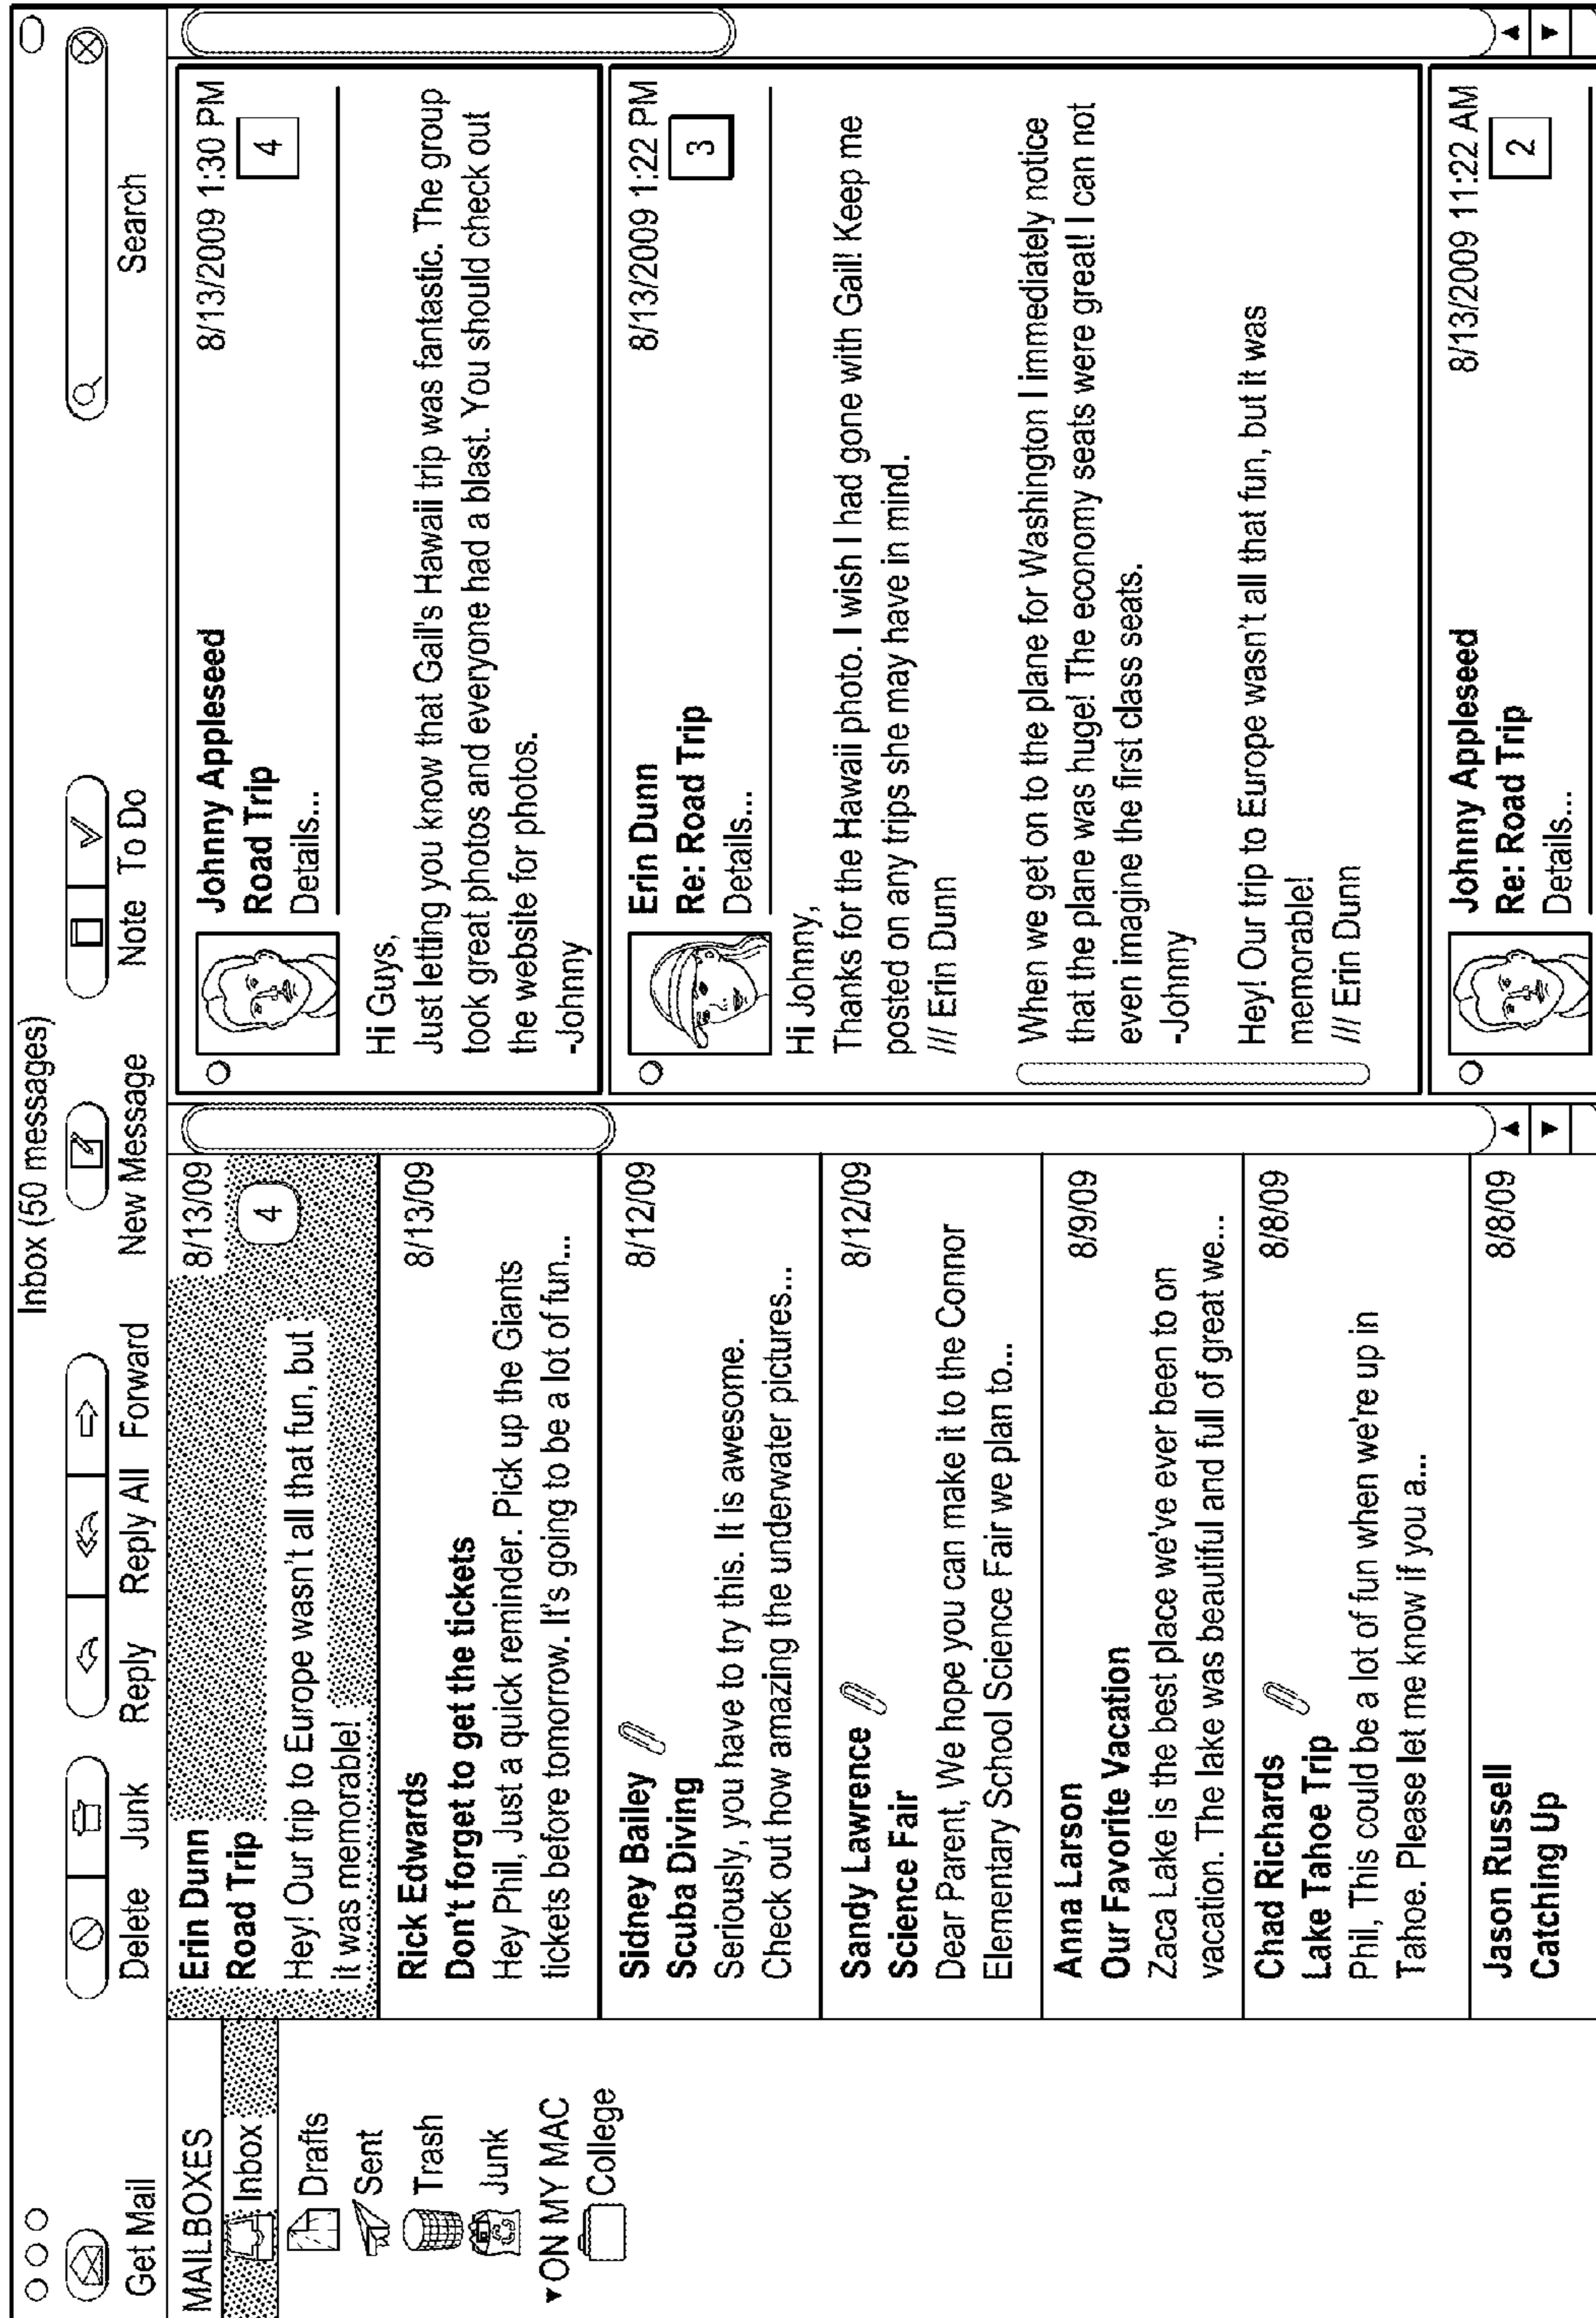 Inbox (50 messages)
Get Mail
Delete Junk
Reply Reply All Forward
New Message
Note To Do
Search
MAILBOXES
Inbox
Drafts
Sent
Trash
Junk
▾ON MY MAC
College
Erin Dunn 8/13/09
Road Trip 4
Hey! Our trip to Europe wasn't all that fun, but
it was memorable!
Rick Edwards 8/13/09
Don't forget to get the tickets
Hey Phil, Just a quick reminder. Pick up the Giants
tickets before tomorrow. It's going to be a lot of fun...
Sidney Bailey 8/12/09
Scuba Diving
Seriously, you have to try this. It is awesome.
Check out how amazing the underwater pictures...
Sandy Lawrence 8/12/09
Science Fair
Dear Parent, We hope you can make it to the Connor
Elementary School Science Fair we plan to...
Anna Larson 8/9/09
Our Favorite Vacation
Zaca Lake is the best place we've ever been to on
vacation. The lake was beautiful and full of great we...
Chad Richards 8/8/09
Lake Tahoe Trip
Phil, This could be a lot of fun when we're up in
Tahoe. Please let me know if you a...
Jason Russell 8/8/09
Catching Up
Johnny Appleseed 8/13/2009 1:30 PM
Road Trip 4
Details...
Hi Guys,
Just letting you know that Gail's Hawaii trip was fantastic. The group
took great photos and everyone had a blast. You should check out
the website for photos.
-Johnny
Erin Dunn 8/13/2009 1:22 PM
Re: Road Trip 3
Details...
Hi Johnny,
Thanks for the Hawaii photo. I wish I had gone with Gail! Keep me
posted on any trips she may have in mind.
/// Erin Dunn
When we get on to the plane for Washington I immediately notice
that the plane was huge! The economy seats were great! I can not
even imagine the first class seats.
-Johnny
Hey! Our trip to Europe wasn't all that fun, but it was
memorable!
/// Erin Dunn
Johnny Appleseed 8/13/2009 11:22 AM
Re: Road Trip 2
Details...